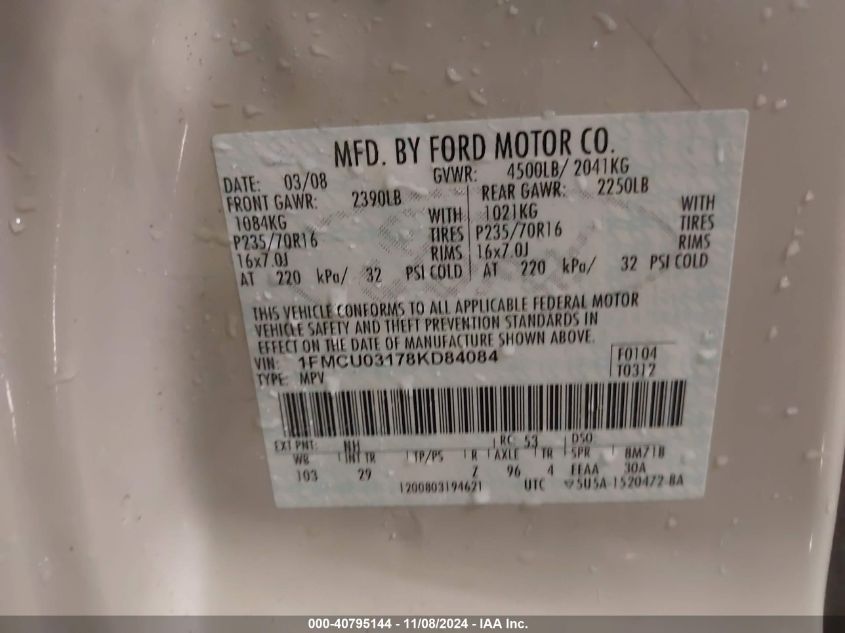 MFD. BY FORD MOTOR CO.
DATE: 03/08 GVWR: 4500LB/ 2041KG
FRONT GAWR: 2390LB REAR GAWR: 2250LB
1084KG WITH 1021KG WITH
P235/70R16 TIRES P235/70R16 TIRES
16x7.0J RIMS 16x7.0J RIMS
AT 220 kPa/ 32 PSI COLD AT 220 kPa/ 32 PSI COLD
THIS VEHICLE CONFORMS TO ALL APPLICABLE FEDERAL MOTOR
VEHICLE SAFETY AND THEFT PREVENTION STANDARDS IN
EFFECT ON THE DATE OF MANUFACTURE SHOWN ABOVE.
VIN: 1FMCU03178KD84084 F0104
TYPE: MPV T0312
EXT PNT: NH RC: 53 DSO
WB INT TR TP/PS R AXLE TR SPR 8M71B
103 29 Z 96 4 EEAA 30A
1200803194621 UTC ▽5U5A-1520472-BA
000-40795144 - 11/08/2024 - IAA Inc.